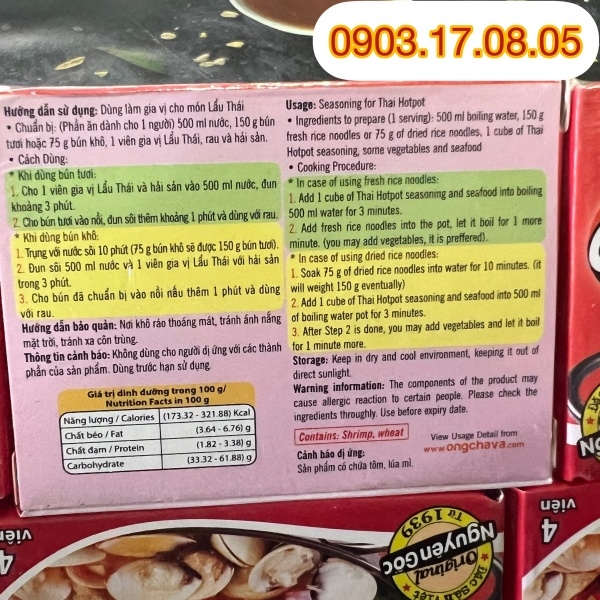 0903.17.08.05
Hướng dẫn sử dụng: Dùng làm gia vị cho món Lẩu Thái
• Chuẩn bị: (Phần ăn dành cho 1 người) 500 ml nước, 150 g bún
tươi hoặc 75 g bún khô, 1 viên gia vị Lẩu Thái, rau và hải sản.
• Cách Dùng:
* Khi dùng bún tươi:
1. Cho 1 viên gia vị Lẩu Thái và hải sản vào 500 ml nước, đun
khoảng 3 phút.
2. Cho bún tươi vào nồi, đun sôi thêm khoảng 1 phút và dùng với rau.
* Khi dùng bún khô:
1. Trụng với nước sôi 10 phút (75 g bún khô sẽ được 150 g bún tươi).
2. Đun sôi 500 ml nước và 1 viên gia vị Lẩu Thái với hải sản
trong 3 phút.
3. Cho bún đã chuẩn bị vào nồi nấu thêm 1 phút và dùng
với rau.
Hướng dẫn bảo quản: Nơi khô ráo thoáng mát, tránh ánh nắng
mặt trời, tránh xa côn trùng.
Thông tin cảnh báo: Không dùng cho người dị ứng với các thành
phần của sản phẩm. Dùng trước hạn sử dụng.
Giá trị dinh dưỡng trong 100 g/
Nutrition Facts in 100 g
Năng lượng / Calories (173.32 - 321.88) Kcal
Chất béo / Fat (3.64 - 6.76) g
Chất đạm / Protein (1.82 - 3.38) g
Carbohydrate (33.32 - 61.88) g
Usage: Seasoning for Thai Hotpot
• Ingredients to prepare (1 serving): 500 ml boiling water, 150 g
fresh rice noodles or 75 g of dried rice noodles, 1 cube of Thai
Hotpot seasoning, some vegetables and seafood
• Cooking Procedure:
* In case of using fresh rice noodles:
1. Add 1 cube of Thai Hotpot seasoning and seafood into boiling
500 ml water for 3 minutes.
2. Add fresh rice noodles into the pot, let it boil for 1 more
minute. (you may add vegetables, it is preffered).
* In case of using dried rice noodles:
1. Soak 75 g of dried rice noodles into water for 10 minutes. (it
will weight 150 g eventually)
2. Add 1 cube of Thai Hotpot seasoning and seafood into 500 ml
of boiling water pot for 3 minutes.
3. After Step 2 is done, you may add vegetables and let it boil
for 1 minute more.
Storage: Keep in dry and cool environment, keeping it out of
direct sunlight.
Warning information: The components of the product may
cause allergic reaction to certain people. Please check the
ingredients throughly. Use before expiry date.
Contains: Shrimp, wheat
Cảnh báo dị ứng:
Sản phẩm có chứa tôm, lúa mì.
View Usage Detail from
www.ongchava.com
4
viên
Đặc Sản Việt
Original
Nguyên Gốc
Từ 1939
4
viên